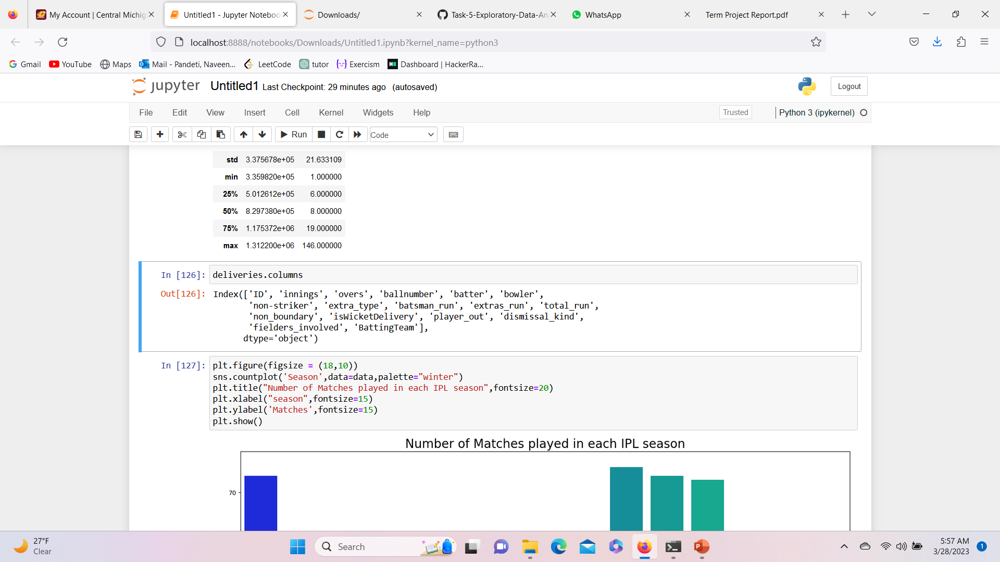 My Account | Central Michig
Untitled1 - Jupyter Noteboo
Downloads/
Task-5-Exploratory-Data-An
WhatsApp
Term Project Report.pdf
localhost:8888/notebooks/Downloads/Untitled1.ipynb?kernel_name=python3
Gmail YouTube Maps Mail - Pandeti, Naveen... LeetCode tutor Exercism Dashboard | HackerRa...
jupyter Untitled1 Last Checkpoint: 29 minutes ago (autosaved) Logout
File Edit View Insert Cell Kernel Widgets Help Trusted Python 3 (ipykernel)
Run Code
std 3.375678e+05 21.633109
min 3.359820e+05 1.000000
25% 5.012612e+05 6.000000
50% 8.297380e+05 8.000000
75% 1.175372e+06 19.000000
max 1.312200e+06 146.000000
In [126]: deliveries.columns
Out[126]: Index(['ID', 'innings', 'overs', 'ballnumber', 'batter', 'bowler',
'non-striker', 'extra_type', 'batsman_run', 'extras_run', 'total_run',
'non_boundary', 'isWicketDelivery', 'player_out', 'dismissal_kind',
'fielders_involved', 'BattingTeam'],
dtype='object')
In [127]: plt.figure(figsize = (18,10))
sns.countplot('Season',data=data,palette="winter")
plt.title("Number of Matches played in each IPL season",fontsize=20)
plt.xlabel("season",fontsize=15)
plt.ylabel('Matches',fontsize=15)
plt.show()
Number of Matches played in each IPL season
70
27°F
Clear
Search
5:57 AM
3/28/2023
1